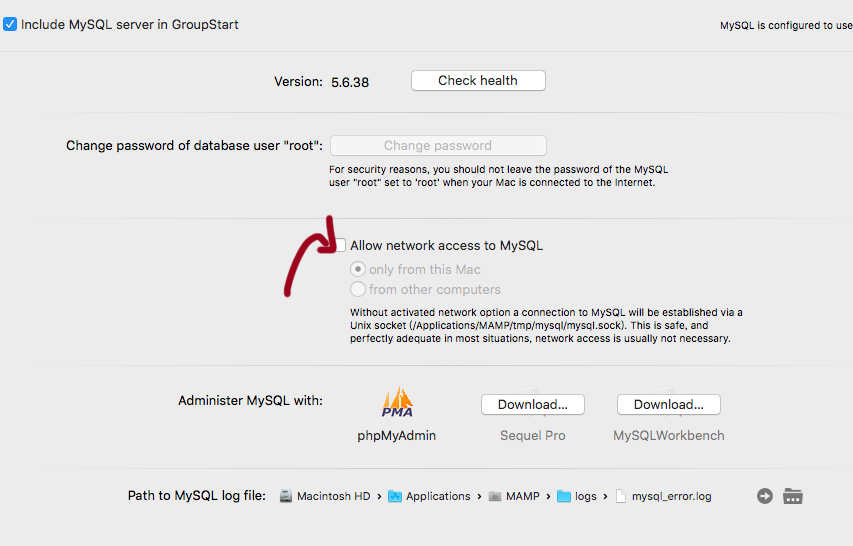 Include MySQL server in GroupStart
MySQL is configured to use
Version: 5.6.38 Check health
Change password of database user "root": Change password
For security reasons, you should not leave the password of the MySQL
user "root" set to 'root' when your Mac is connected to the Internet.
Allow network access to MySQL
only from this Mac
from other computers
Without activated network option a connection to MySQL will be established via a
Unix socket (/Applications/MAMP/tmp/mysql/mysql.sock). This is safe, and
perfectly adequate in most situations, network access is usually not necessary.
Administer MySQL with: PMA Download... Download...
phpMyAdmin Sequel Pro MySQLWorkbench
Path to MySQL log file: Macintosh HD › Applications › MAMP › logs › mysql_error.log